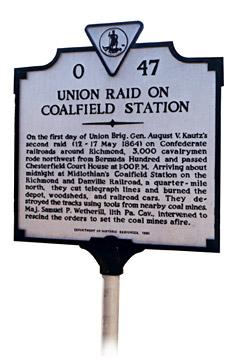 O 47
UNION RAID ON
COALFIELD STATION
On the first day of Union Brig. Gen. August V. Kautz's
second raid (12-17 May 1864) on Confederate
railroads around Richmond, 3,000 cavalrymen
rode northwest from Bermuda Hundred and passed
Chesterfield Court House at 1:00 P.M. Arriving about
midnight at Midlothian's Coalfield Station on the
Richmond and Danville Railroad, a quarter-mile
north, they cut telegraph lines and burned the
depot, woodsheds, and railroad cars. They de-
stroyed the tracks using tools from nearby coal mines.
Maj. Samuel P. Wetherill, 11th Pa. Cav., intervened to
rescind the orders to set the coal mines afire.
DEPARTMENT OF HISTORIC RESOURCES,